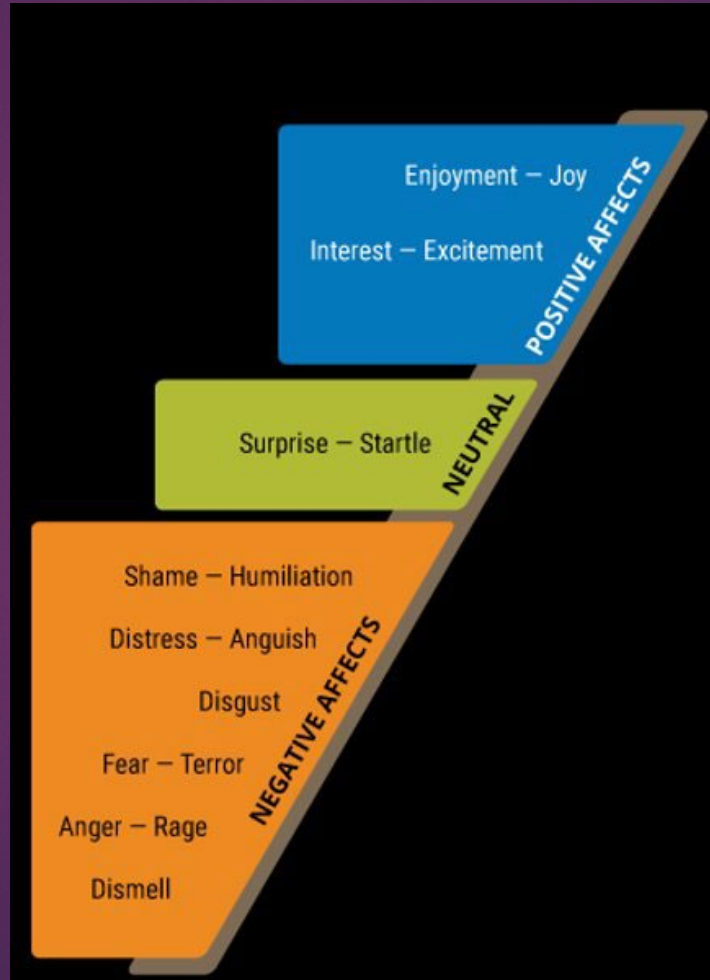 Enjoyment — Joy
Interest — Excitement
POSITIVE AFFECTS
Surprise — Startle
NEUTRAL
Shame — Humiliation
Distress — Anguish
Disgust
Fear — Terror
Anger — Rage
Dismell
NEGATIVE AFFECTS